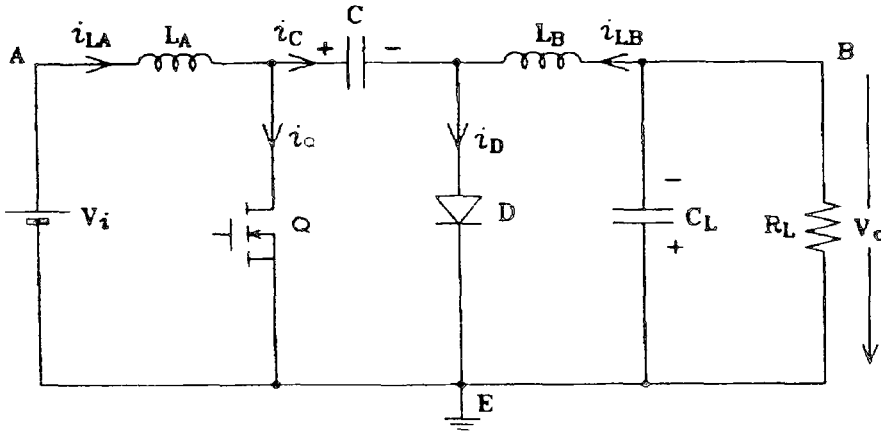 A i_LA L_A i_C + C - L_B i_LB B
i_Q i_D
V_i Q D - C_L + R_L V_o
E